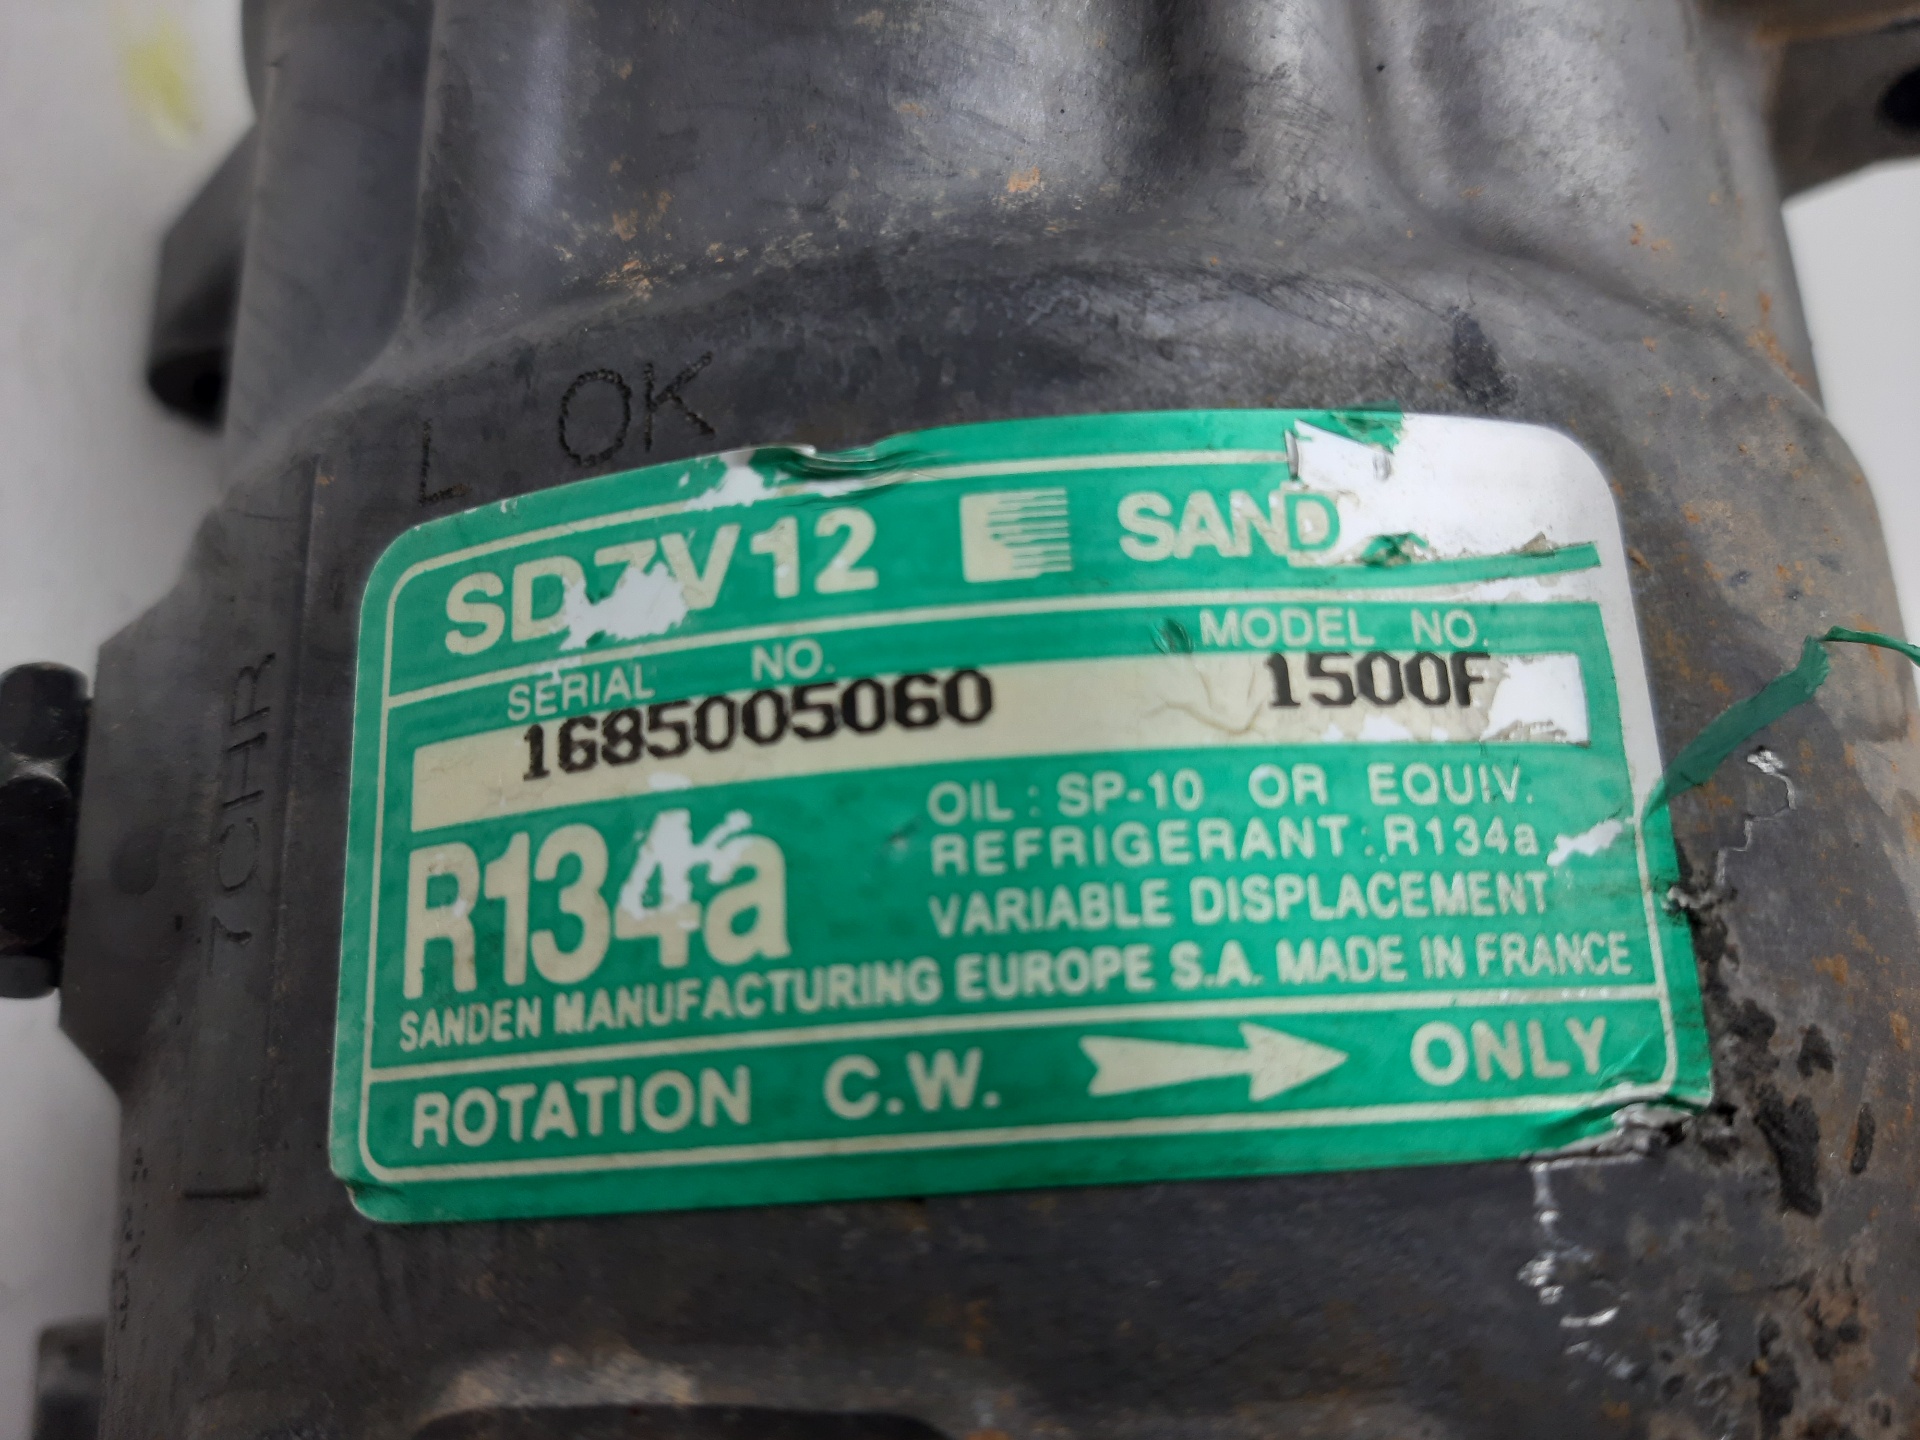 L OK
7CHR
SD7V12 SAND
SERIAL NO. MODEL NO.
1685005060 1500F
R134a
OIL : SP-10 OR EQUIV.
REFRIGERANT : R134a
VARIABLE DISPLACEMENT
SANDEN MANUFACTURING EUROPE S.A. MADE IN FRANCE
ROTATION C.W. ONLY